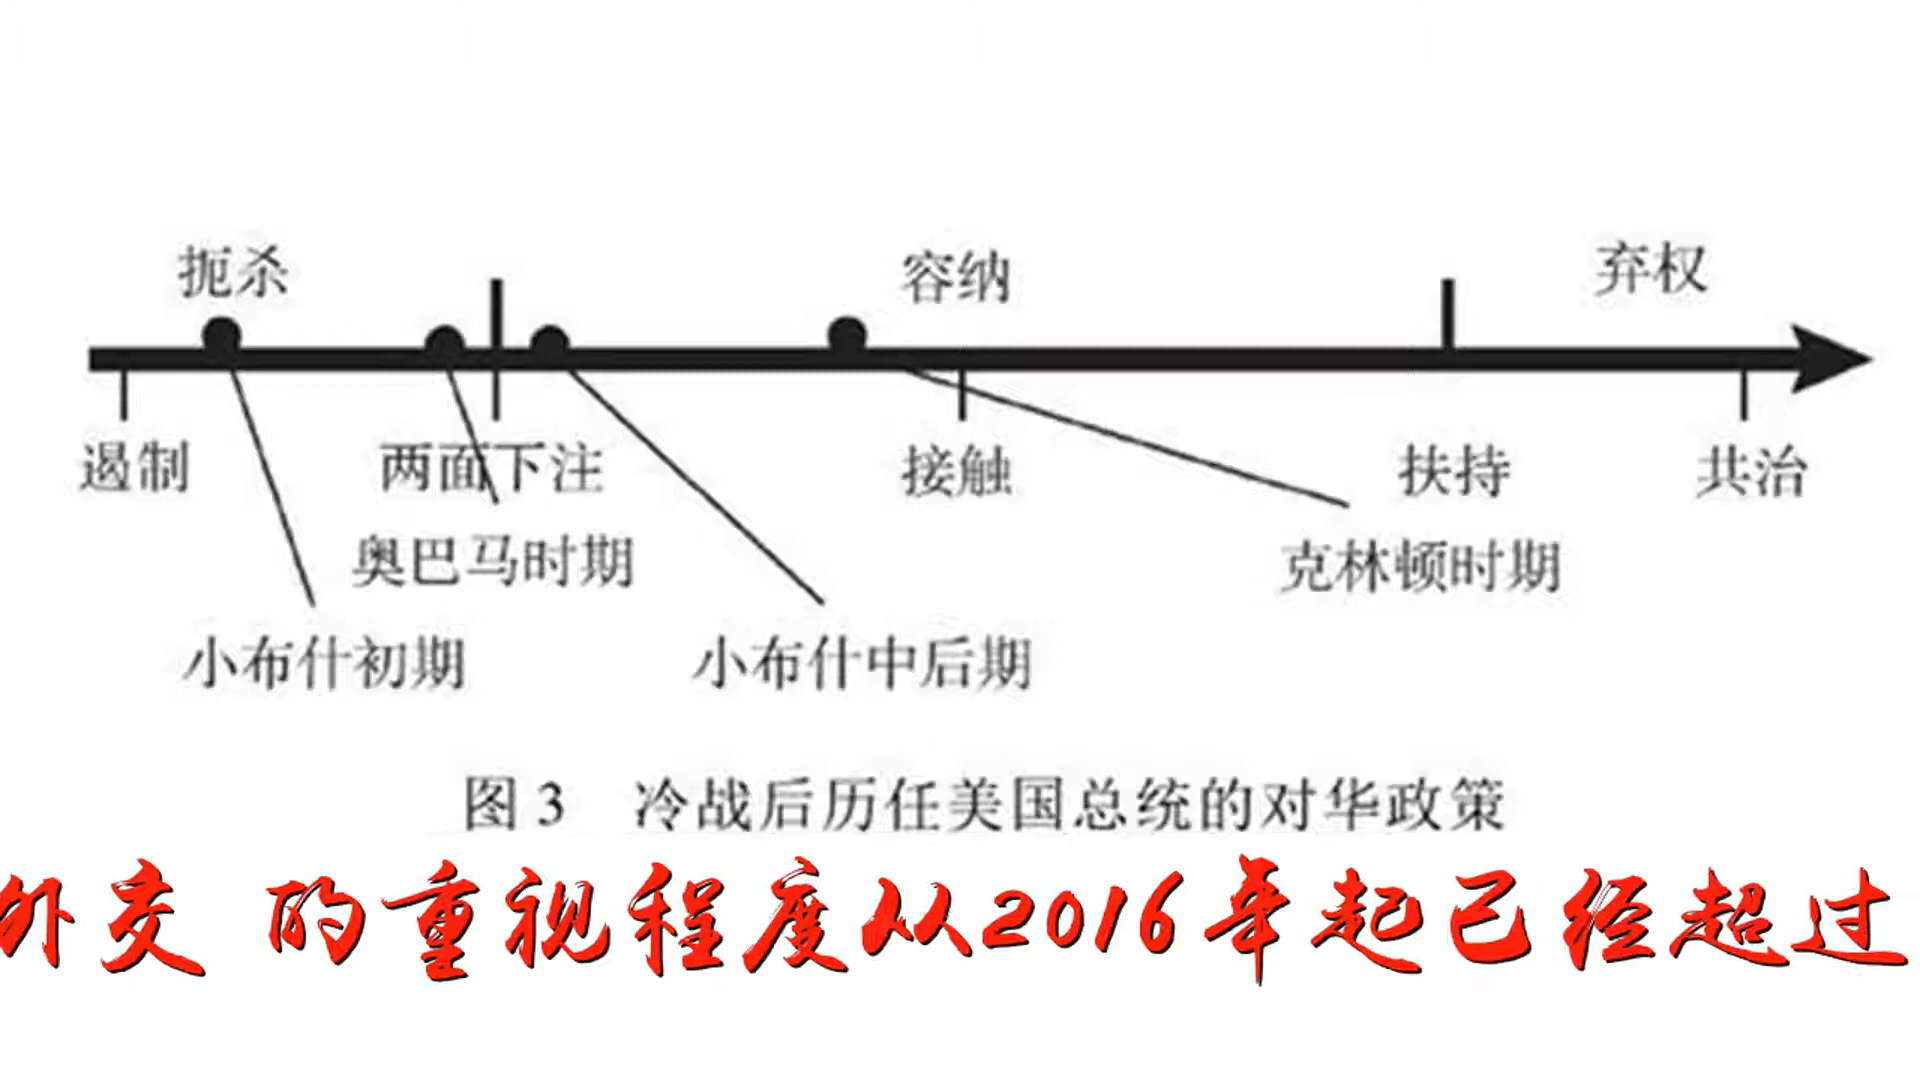 扼杀 容纳 弃权
遏制 两面下注 接触 扶持 共治
奥巴马时期 克林顿时期
小布什初期 小布什中后期
图3 冷战后历任美国总统的对华政策
外交 的重视程度从2016年起已经超过